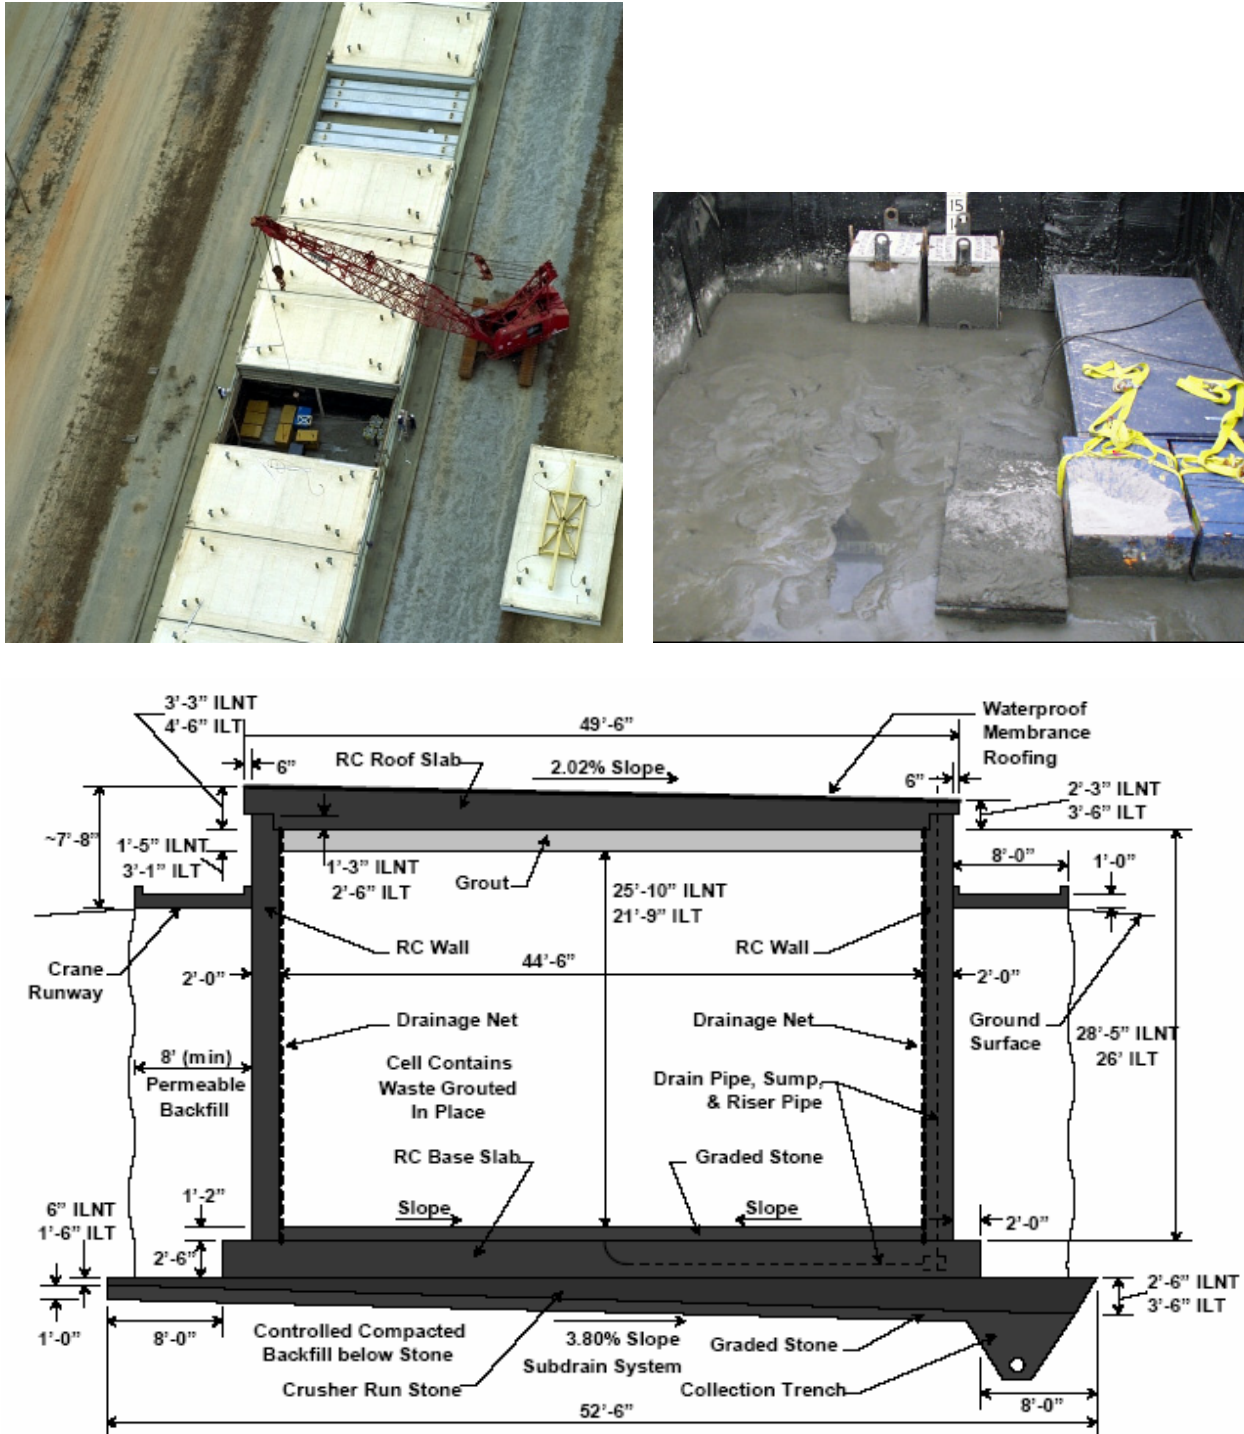 15
3’-3” ILNT
4’-6” ILT
49’-6”
Waterproof
Membrance
Roofing
6”
RC Roof Slab
2.02% Slope
6”
2’-3” ILNT
3’-6” ILT
~7’-8”
1’-5” ILNT
3’-1” ILT
1’-3” ILNT
2’-6” ILT
Grout
25’-10” ILNT
21’-9” ILT
8’-0”
1’-0”
RC Wall
RC Wall
Crane
Runway
2’-0”
44’-6”
2’-0”
Drainage Net
Drainage Net
Ground
Surface
28’-5” ILNT
26’ ILT
8’ (min)
Permeable
Backfill
Cell Contains
Waste Grouted
In Place
Drain Pipe, Sump,
& Riser Pipe
RC Base Slab
Graded Stone
1’-2”
6” ILNT
1’-6” ILT
Slope
Slope
2’-0”
2’-6”
2’-6” ILNT
3’-6” ILT
1’-0”
8’-0”
Controlled Compacted
Backfill below Stone
3.80% Slope
Subdrain System
Graded Stone
Crusher Run Stone
Collection Trench
8’-0”
52’-6”